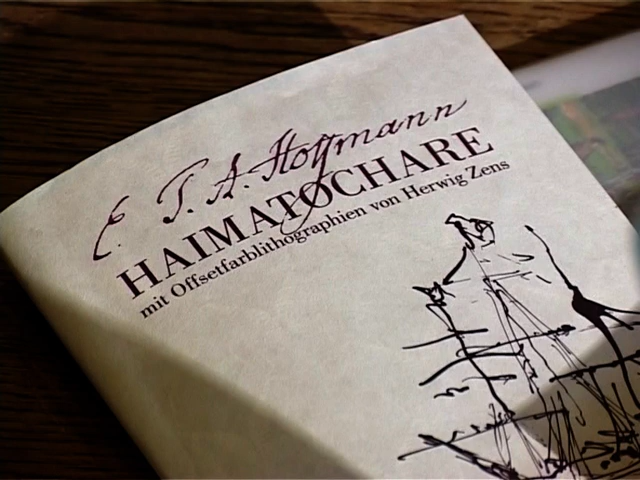 E. T. A. Hoffmann
HAIMATOCHARE
mit Offsetfarblithographien von Herwig Zens